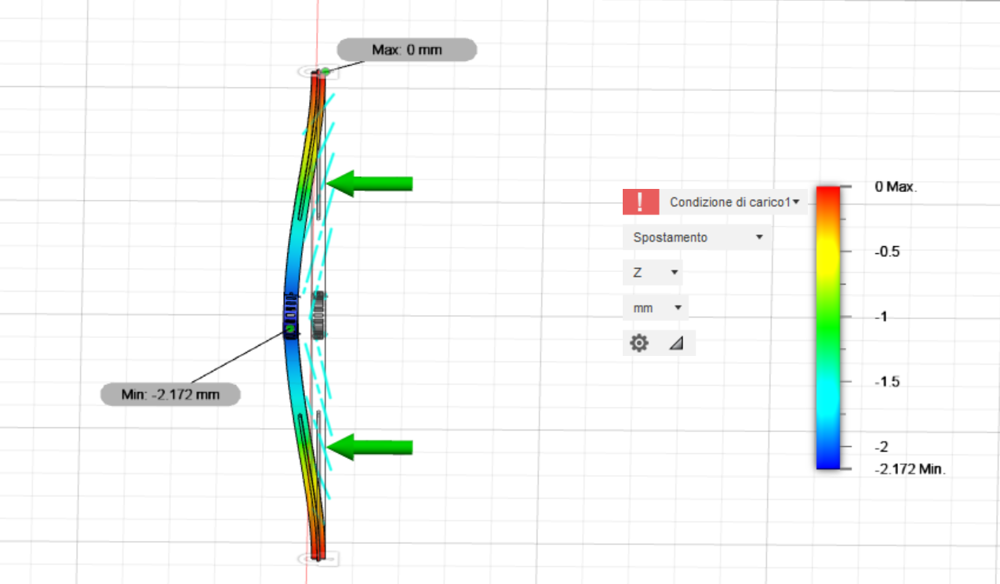 Max: 0 mm
Min: -2.172 mm
!
Condizione di carico1
Spostamento
Z
mm
0 Max.
-0.5
-1
-1.5
-2
-2.172 Min.